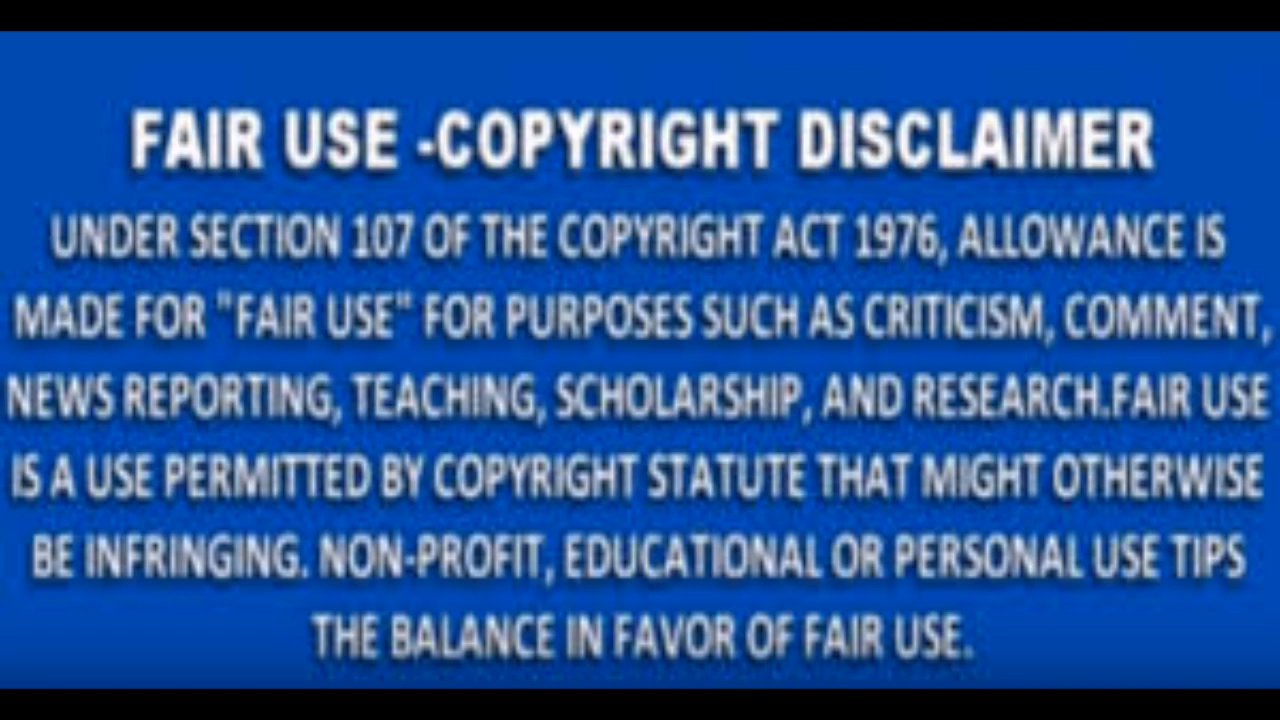 FAIR USE -COPYRIGHT DISCLAIMER
UNDER SECTION 107 OF THE COPYRIGHT ACT 1976, ALLOWANCE IS
MADE FOR "FAIR USE" FOR PURPOSES SUCH AS CRITICISM, COMMENT,
NEWS REPORTING, TEACHING, SCHOLARSHIP, AND RESEARCH.FAIR USE
IS A USE PERMITTED BY COPYRIGHT STATUTE THAT MIGHT OTHERWISE
BE INFRINGING. NON-PROFIT, EDUCATIONAL OR PERSONAL USE TIPS
THE BALANCE IN FAVOR OF FAIR USE.